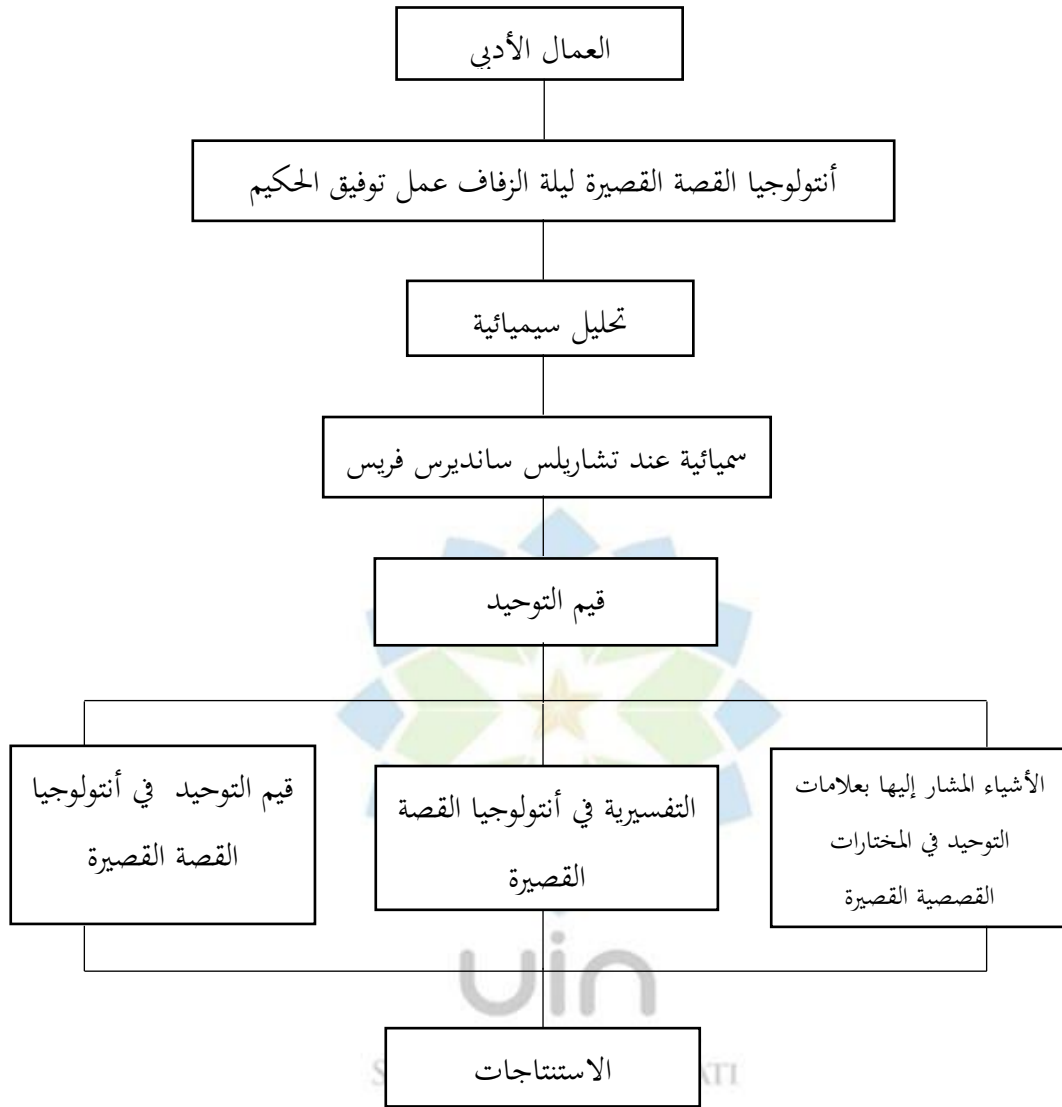 العمال الأدبي
أنتولوجيا القصة القصيرة ليلة الزفاف عمل توفيق الحكيم
تحليل سيميائية
سميائية عند تشاريلس سانديرس فريس
قيم التوحيد
الأشياء المشار إليها بعلامات
التوحيد في المختارات
القصصية القصيرة
التفسيرية في أنتولوجيا القصة
القصيرة
قيم التوحيد في أنتولوجيا
القصة القصيرة
uin
الاستنتاجات